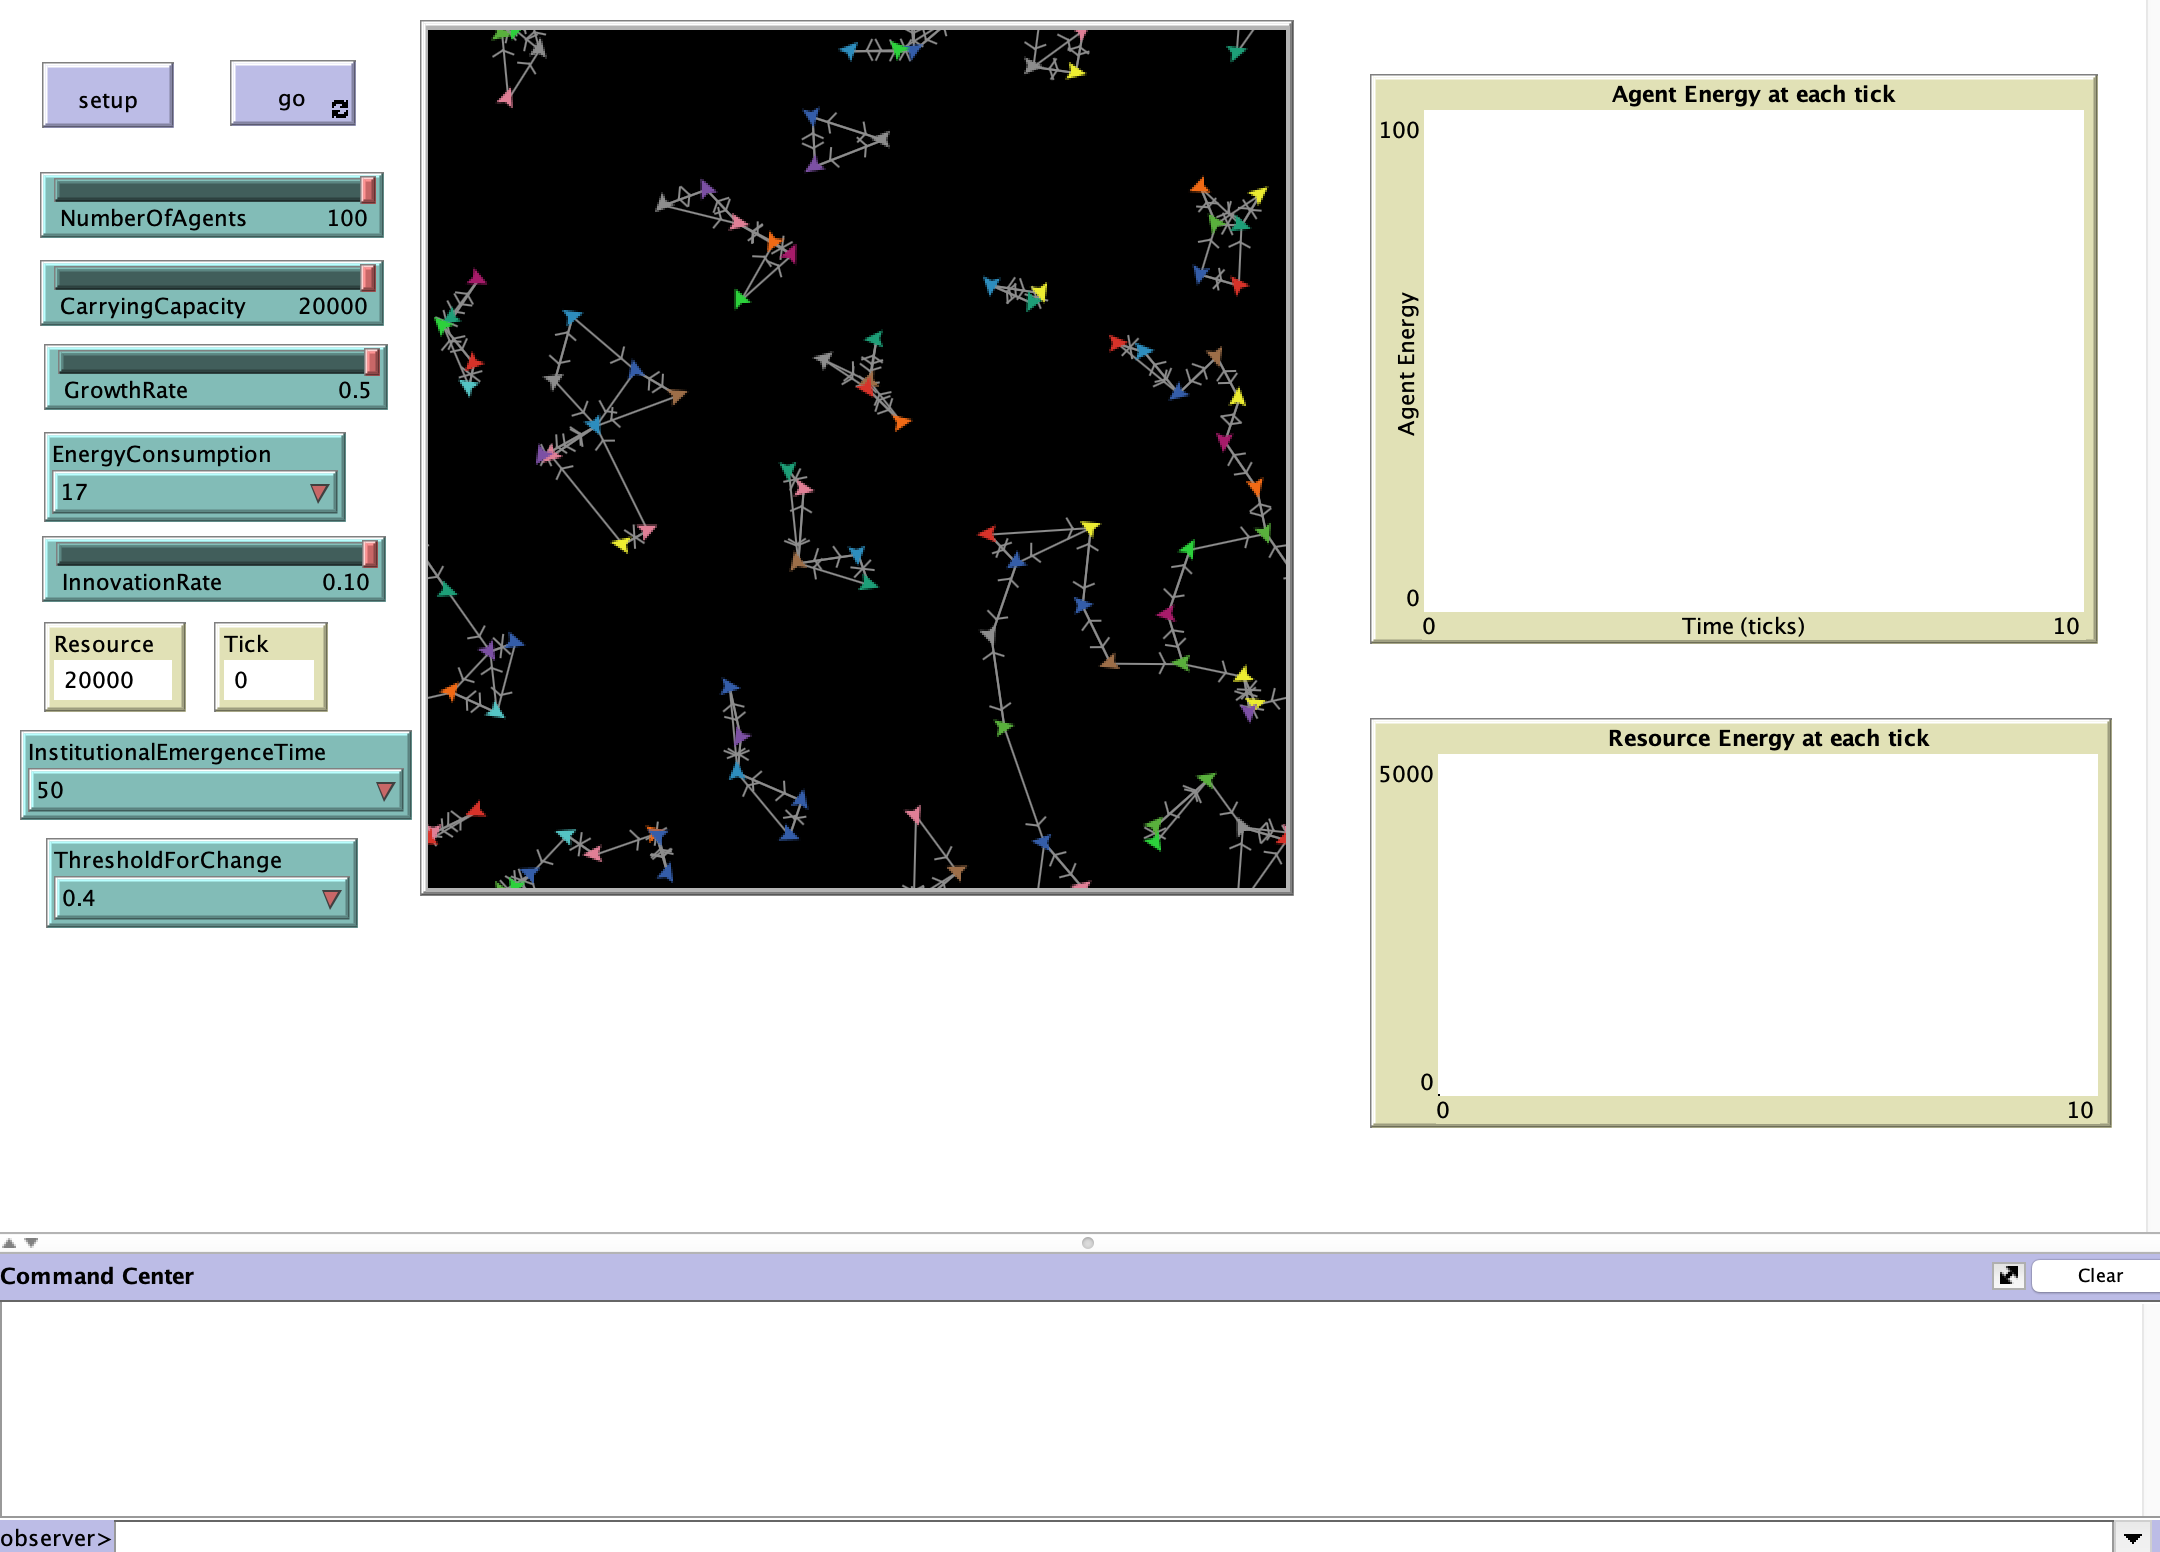 setup
go
NumberOfAgents 100
CarryingCapacity 20000
GrowthRate 0.5
EnergyConsumption
17
InnovationRate 0.10
Resource
20000
Tick
0
InstitutionalEmergenceTime
50
ThresholdForChange
0.4
Agent Energy at each tick
100
Agent Energy
0
0 Time (ticks) 10
Resource Energy at each tick
5000
0
0 10
Command Center
Clear
observer>